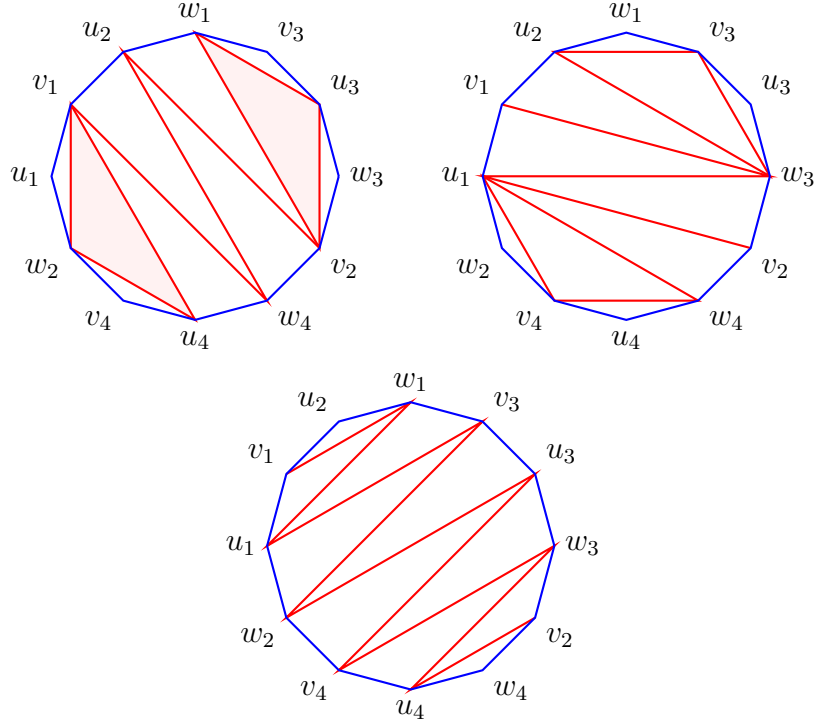 w₁ w₁
u₂ v₃ u₂ v₃
v₁ u₃ v₁ u₃
u₁ w₃ u₁ w₃
w₂ v₂ w₂ v₂
v₄ w₄ v₄ w₄
u₄ u₄
w₁
u₂ v₃
v₁ u₃
u₁ w₃
w₂ v₂
v₄ w₄
u₄